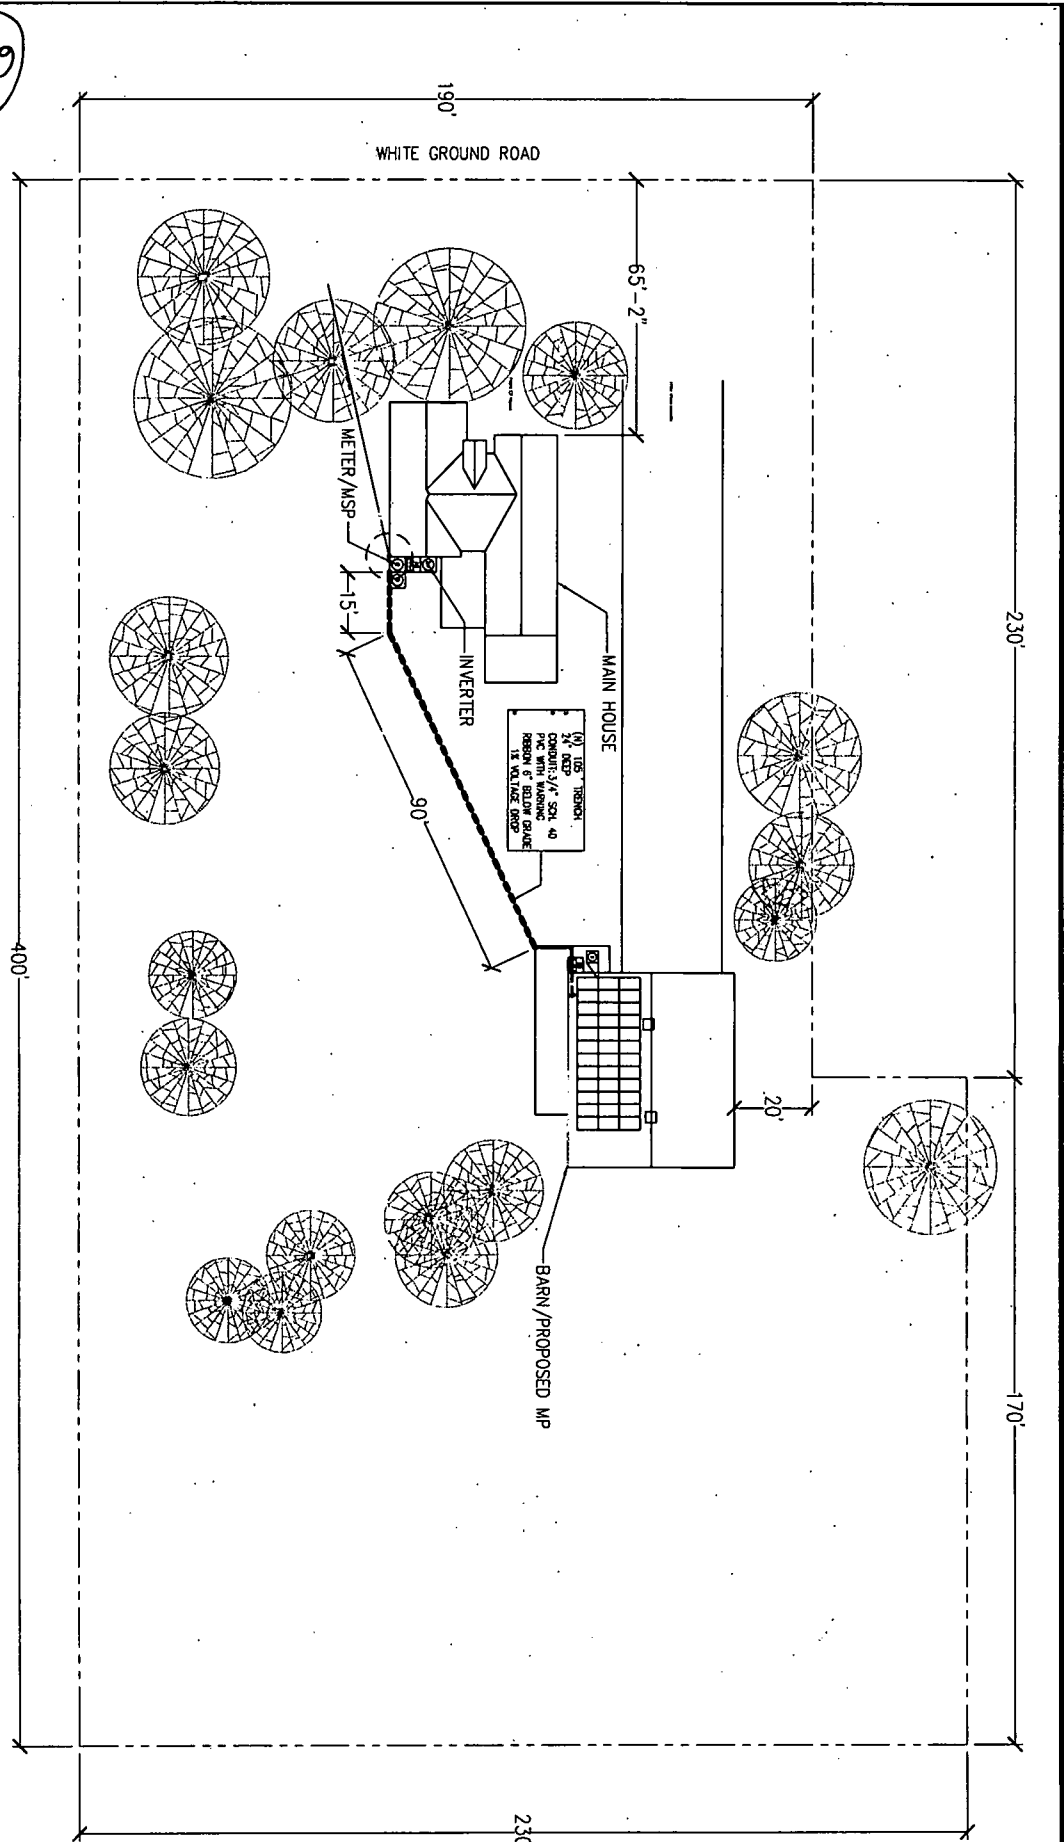 190'
WHITE GROUND ROAD
65'-2"
230'
METER/MSP
15'
INVERTER
MAIN HOUSE
(N) 105' TRENCH
24" DEEP
CONDUIT: 3/4" SCH. 40
PVC WITH WARNING
RIBBON 6" BELOW GRADE
1% VOLTAGE DROP
90'
400'
20'
BARN/PROPOSED MP
170'
230